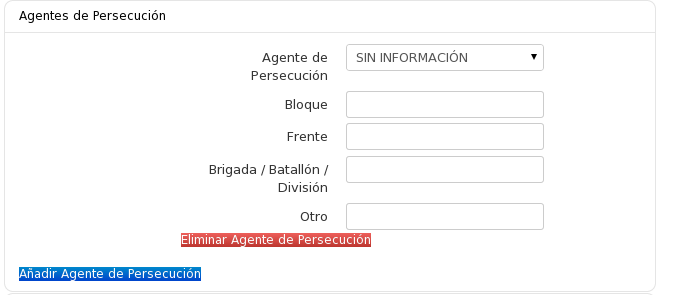 Agentes de Persecución
Agente de
Persecución
SIN INFORMACIÓN
Bloque
Frente
Brigada / Batallón /
División
Otro
Eliminar Agente de Persecución
Añadir Agente de Persecución